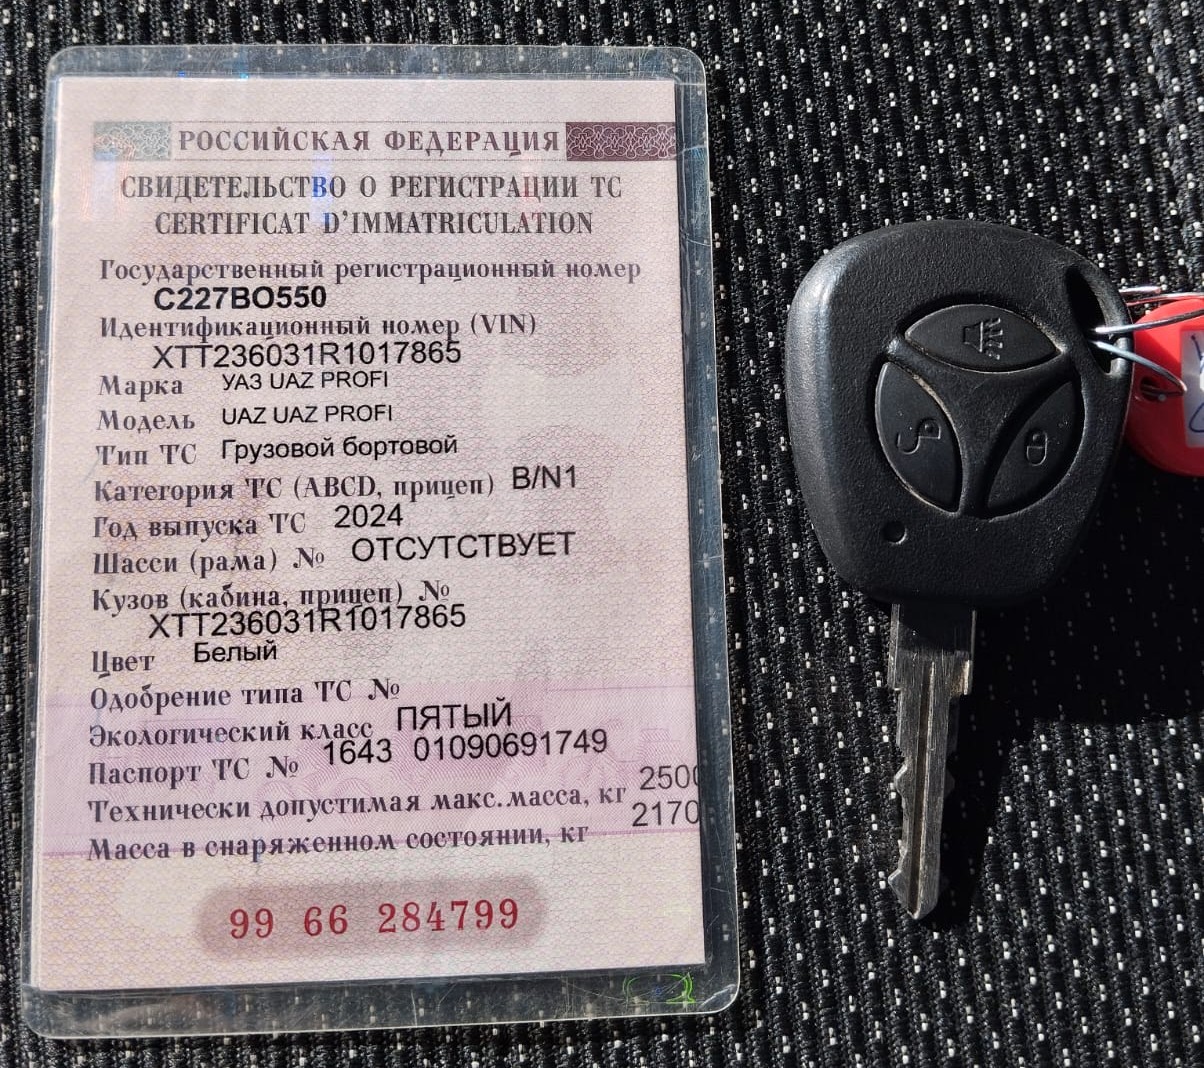 РОССИЙСКАЯ ФЕДЕРАЦИЯ
СВИДЕТЕЛЬСТВО О РЕГИСТРАЦИИ ТС
CERTIFICAT D'IMMATRICULATION
Государственный регистрационный номер
С227ВО550
Идентификационный номер (VIN)
XTT236031R1017865
Марка УАЗ UAZ PROFI
Модель UAZ UAZ PROFI
Тип ТС Грузовой бортовой
Категория ТС (ABCD, прицеп) B/N1
Год выпуска ТС 2024
Шасси (рама) № ОТСУТСТВУЕТ
Кузов (кабина, прицеп) №
XTT236031R1017865
Цвет Белый
Одобрение типа ТС №
Экологический класс ПЯТЫЙ
Паспорт ТС № 1643 01090691749
Технически допустимая макс.масса, кг 2500
Масса в снаряженном состоянии, кг 2170
99 66 284799